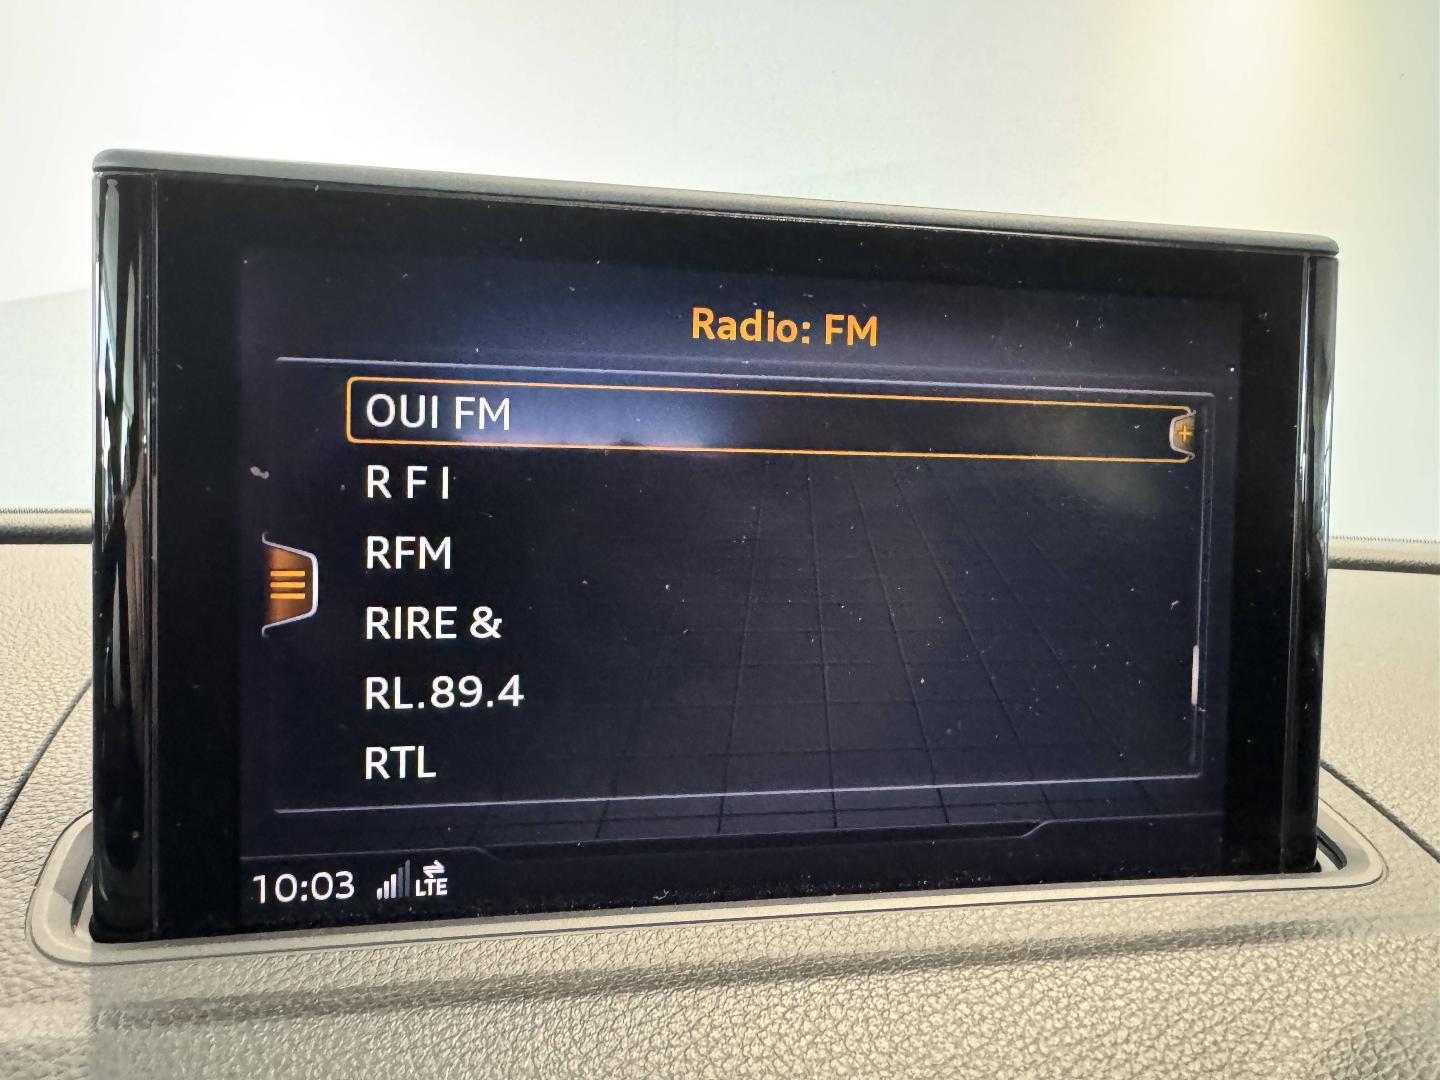 Radio: FM
OUI FM
R F I
RFM
RIRE &
RL.89.4
RTL
10:03 LTE